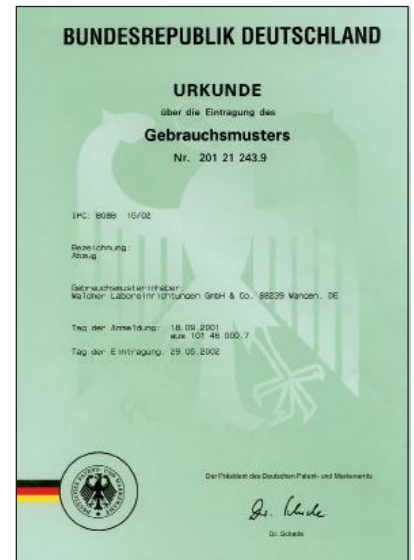 BUNDESREPUBLIK DEUTSCHLAND
URKUNDE
über die Eintragung des
Gebrauchsmusters
Nr. 201 21 243.9
IPC: B08B 15/02
Bezeichnung:
Abzug
Gebrauchsmusterinhaber:
Waldner Laboreinrichtungen GmbH & Co, 88239 Wangen, DE
Tag der Anmeldung: 18.09.2001
aus 101 46 000.7
Tag der Eintragung: 29.05.2002
Der Präsident des Deutschen Patent- und Markenamts
Dr. Schade